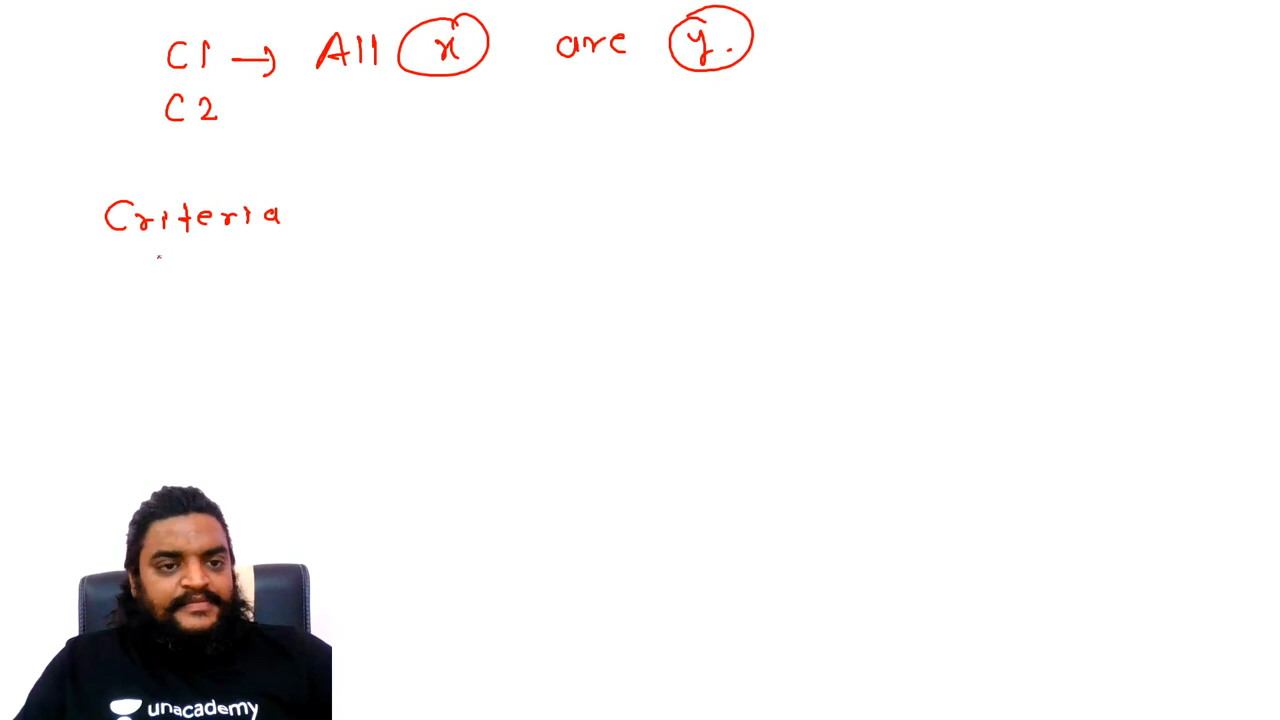 C1 → All x are y.
C2
Criteria
unacademy